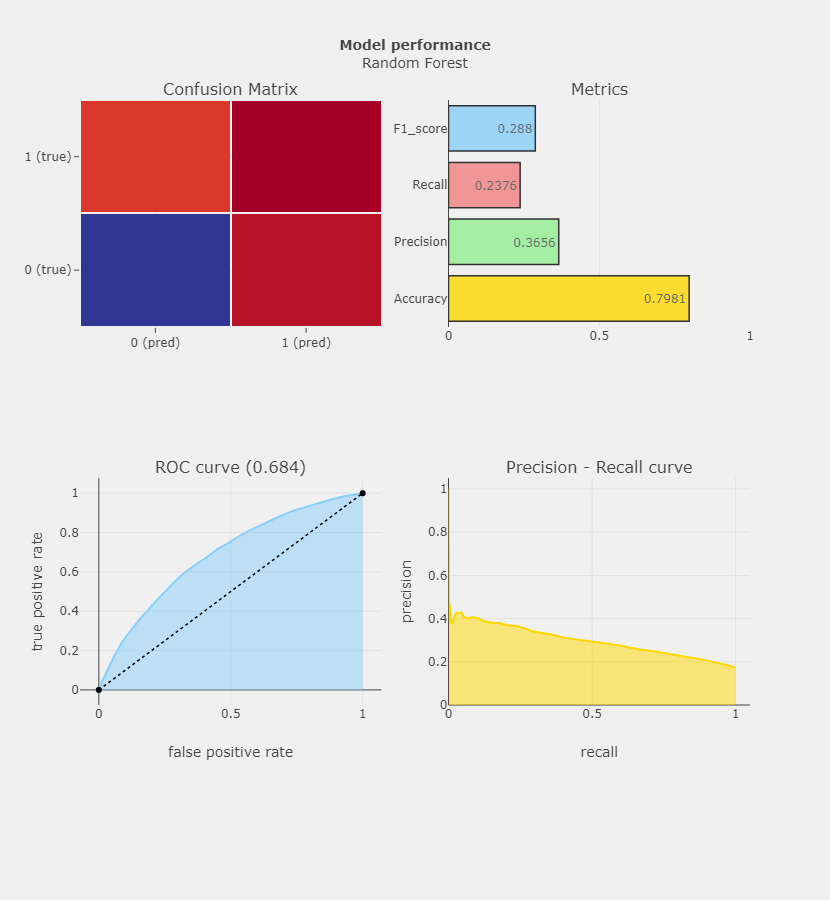 Model performance
Random Forest
Confusion Matrix
1 (true)
0 (true)
0 (pred)
1 (pred)
Metrics
F1_score
0.288
Recall
0.2376
Precision
0.3656
Accuracy
0.7981
0
0.5
1
ROC curve (0.684)
true positive rate
1
0.8
0.6
0.4
0.2
0
0
0.5
1
false positive rate
Precision - Recall curve
precision
1
0.8
0.6
0.4
0.2
0
0
0.5
1
recall